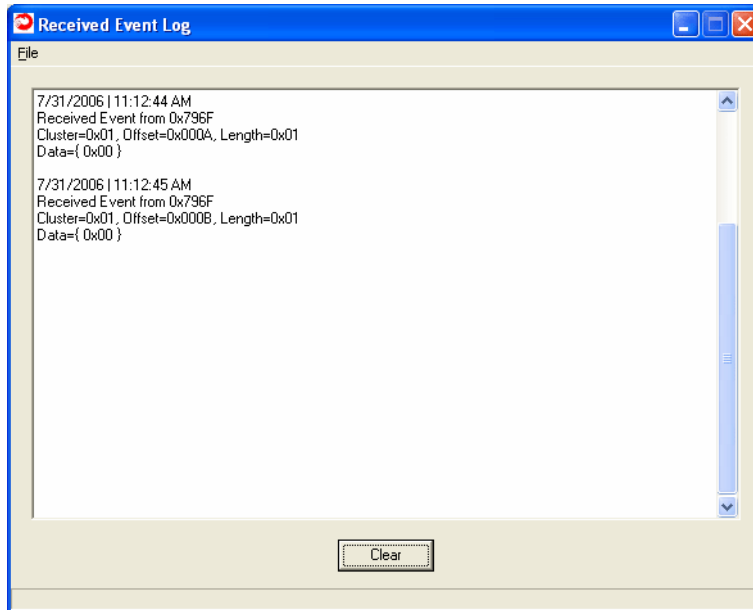 Received Event Log
File
7/31/2006 | 11:12:44 AM
Received Event from 0x796F
Cluster=0x01, Offset=0x000A, Length=0x01
Data={ 0x00 }
7/31/2006 | 11:12:45 AM
Received Event from 0x796F
Cluster=0x01, Offset=0x000B, Length=0x01
Data={ 0x00 }
Clear